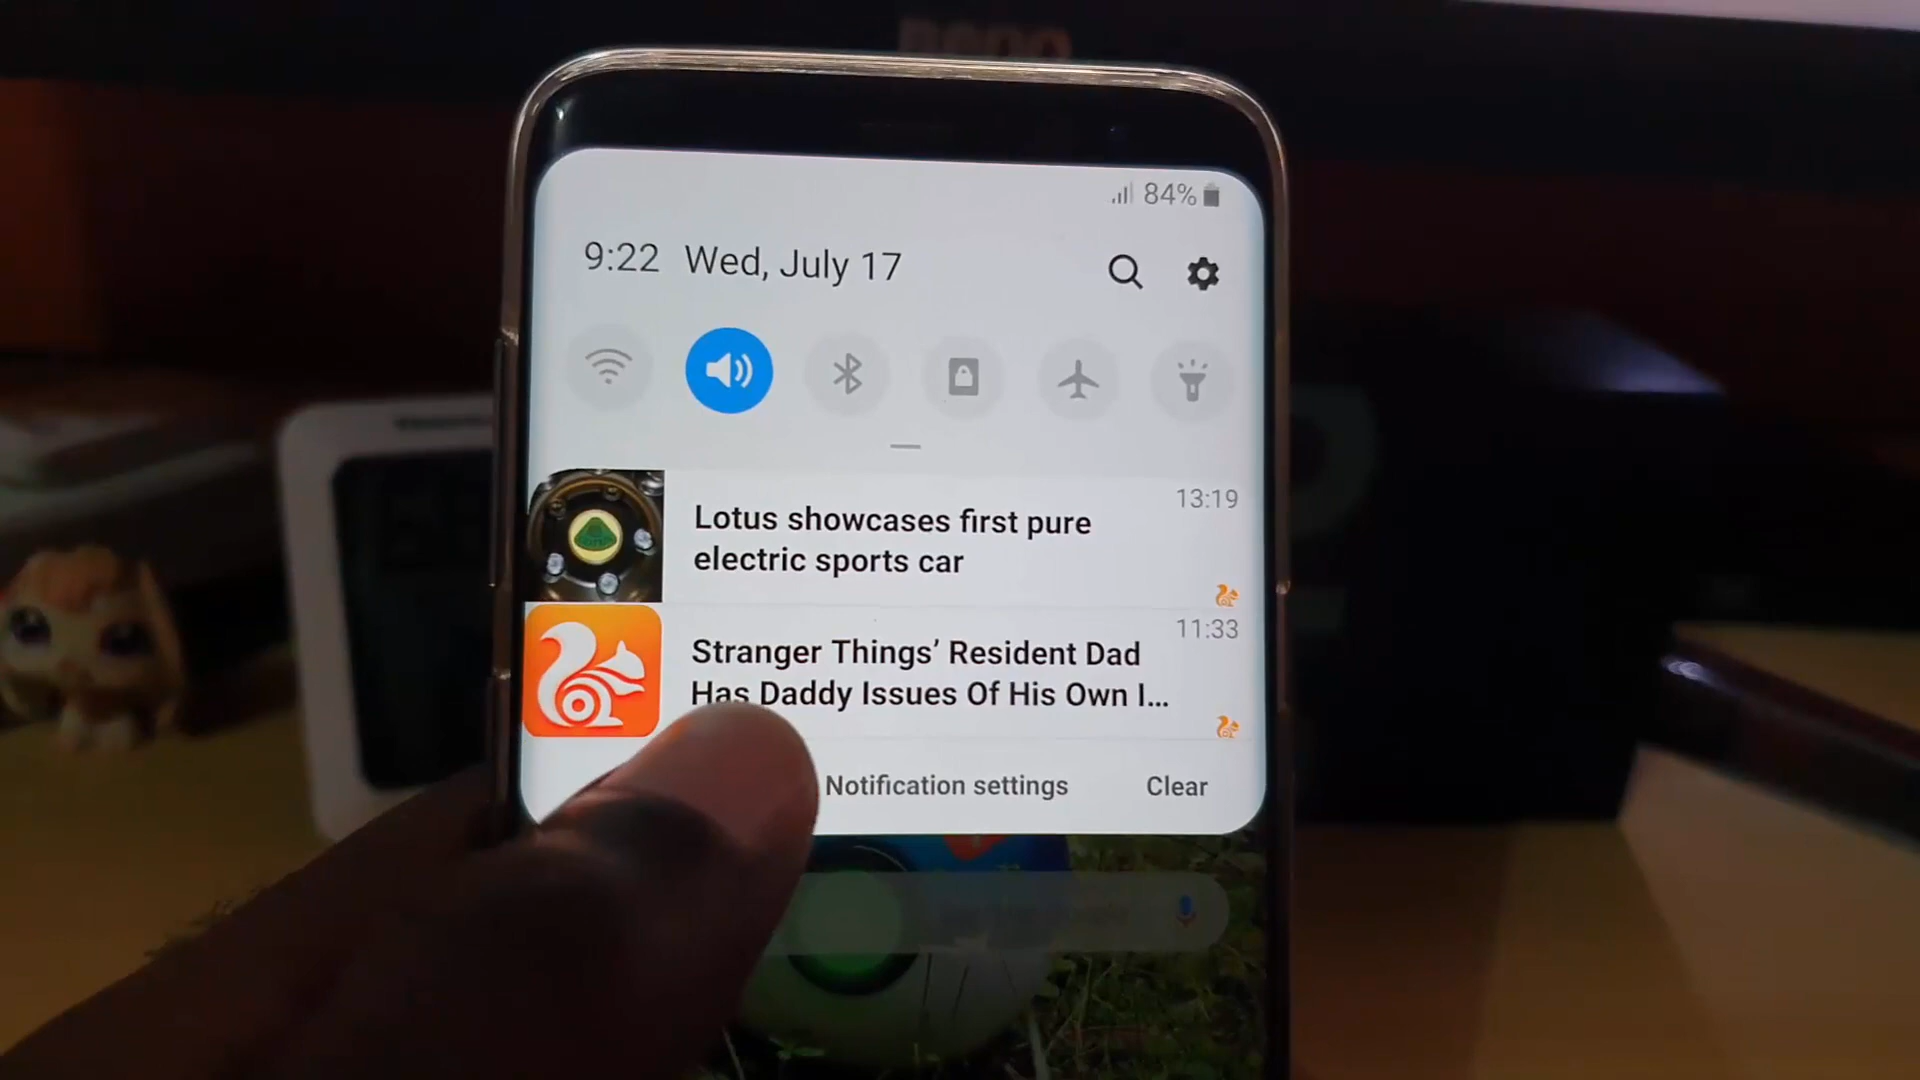 84%
9:22 Wed, July 17
13:19
Lotus showcases first pure
electric sports car
11:33
Stranger Things’ Resident Dad
Has Daddy Issues Of His Own I...
Notification settings Clear